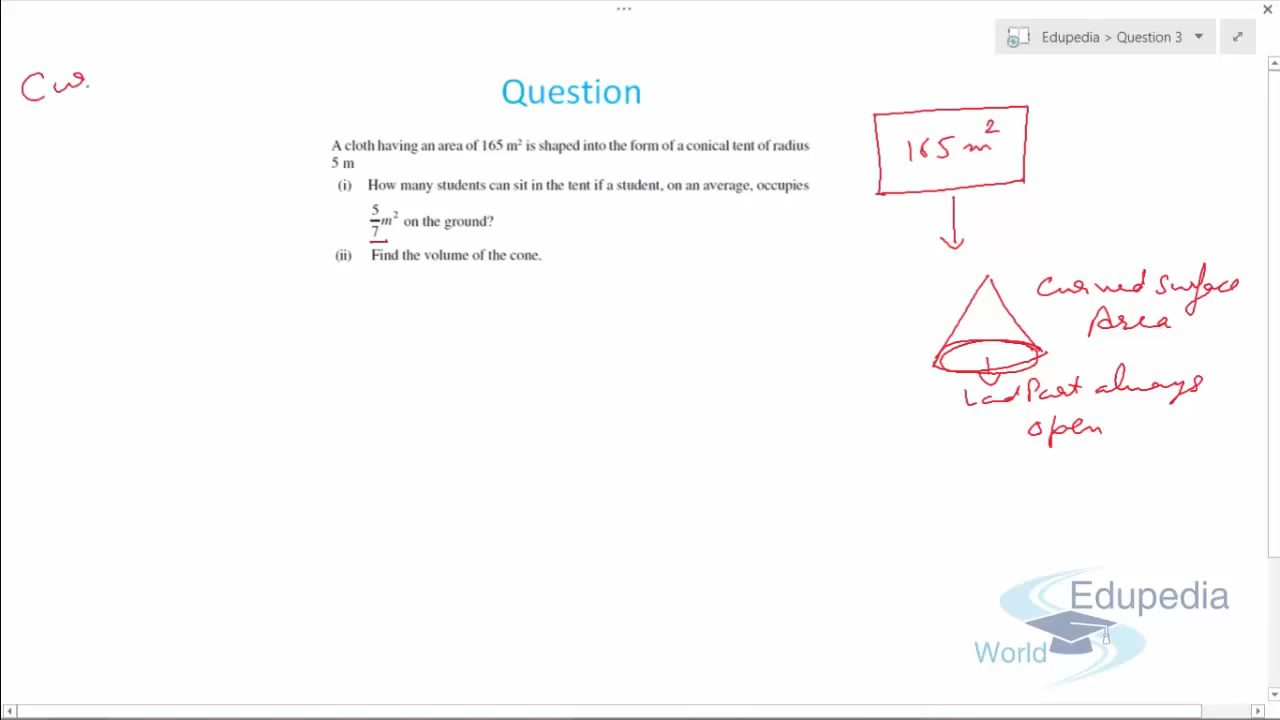 Edupedia > Question 3
Cur
Question
A cloth having an area of 165 m² is shaped into the form of a conical tent of radius
5 m
(i) How many students can sit in the tent if a student, on an average, occupies
5/7 m² on the ground?
(ii) Find the volume of the cone.
165 m²
Curved Surface
Area
Part always
open
Edupedia
World